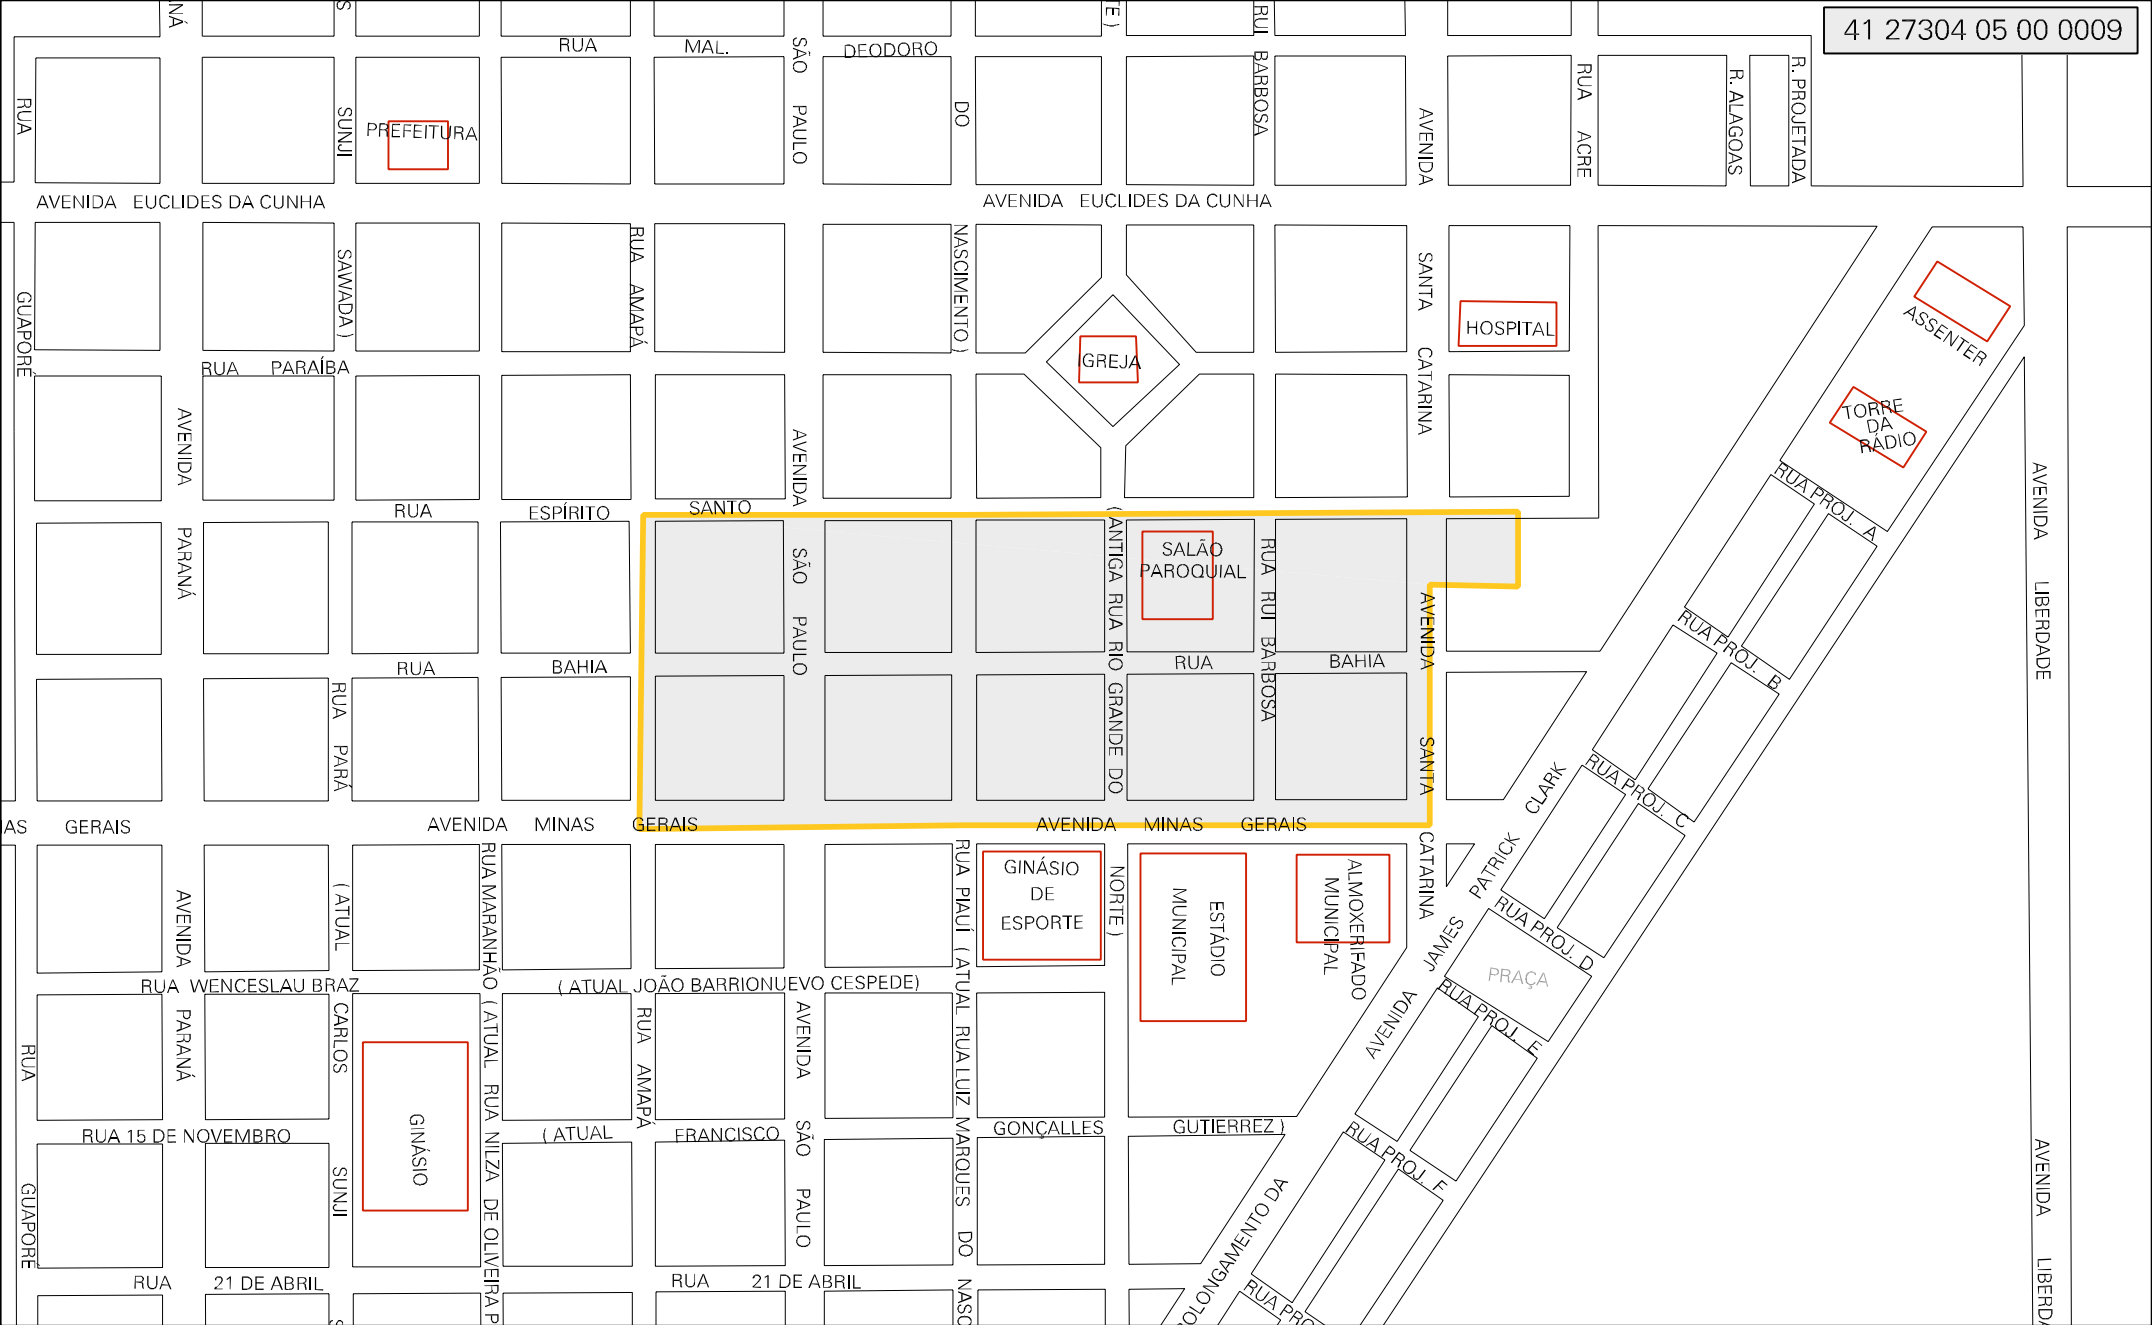 41 27304 05 00 0009
NÁ
S
TE )
RUI BARBOSA
RUA MAL. DEODORO
SÃO PAULO
DO
AVENIDA
RUA ACRE
R. ALAGOAS
R. PROJETADA
RUA
SUNJI
PREFEITURA
AVENIDA EUCLIDES DA CUNHA
AVENIDA EUCLIDES DA CUNHA
GUAPORÉ
SAWADA )
RUA AMAPÁ
NASCIMENTO )
SANTA CATARINA
HOSPITAL
IGREJA
ASSENTER
TORRE
DA
RÁDIO
RUA PARAÍBA
AVENIDA PARANÁ
AVENIDA
SÃO PAULO
RUA PROJ. A
AVENIDA LIBERDADE
RUA ESPÍRITO SANTO
( ANTIGA RUA RIO GRANDE DO
NORTE )
SALÃO
PAROQUIAL
RUA RUI BARBOSA
AVENIDA SANTA
CATARINA
RUA PROJ. B
RUA BAHIA
RUA BAHIA
RUA PARÁ
RUA PROJ. C
AVENIDA JAMES PATRICK CLARK
IAS GERAIS
AVENIDA MINAS GERAIS
AVENIDA MINAS GERAIS
RUA MARANHÃO ( ATUAL RUA NILZA DE OLIVEIRA P
RUA PIAUÍ ( ATUAL RUA LUIZ MARQUES DO NASC
GINÁSIO
DE
ESPORTE
ESTÁDIO
MUNICIPAL
ALMOXERIFADO
MUNICIPAL
AVENIDA PARANÁ
( ATUAL CARLOS SUNJI
S
RUA PROJ. D
PRAÇA
RUA WENCESLAU BRAZ ( ATUAL JOÃO BARRIONUEVO CESPEDE)
RUA PROJ. E
RUA GUAPORÉ
GINÁSIO
RUA AMAPÁ
AVENIDA SÃO PAULO
RUA 15 DE NOVEMBRO ( ATUAL FRANCISCO GONÇALLES GUTIERREZ )
RUA PROJ. F
AVENIDA LIBERDA
OLONGAMENTO DA
RUA 21 DE ABRIL
RUA 21 DE ABRIL
RUA PRO